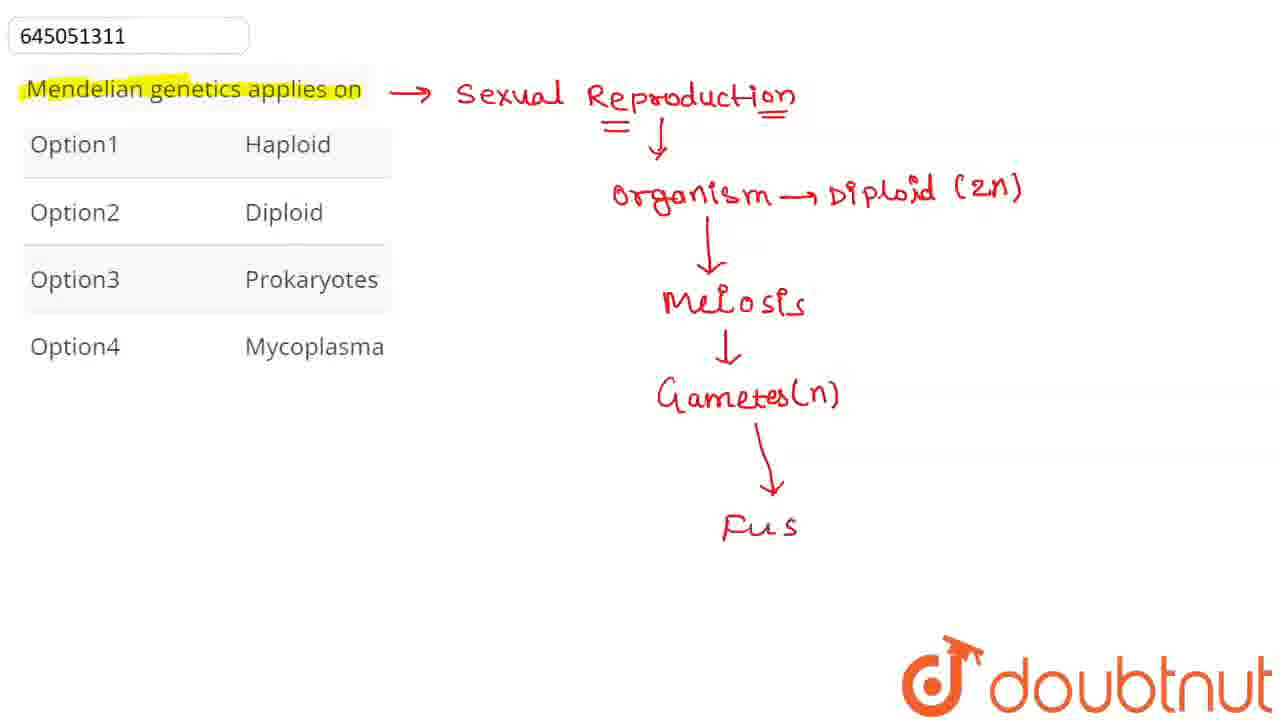 645051311
Mendelian genetics applies on → Sexual Reproduction
Option1 Haploid
Organism → Diploid (2n)
Option2 Diploid
Option3 Prokaryotes
Meiosis
Option4 Mycoplasma
Gametes(n)
Fus
doubtnut